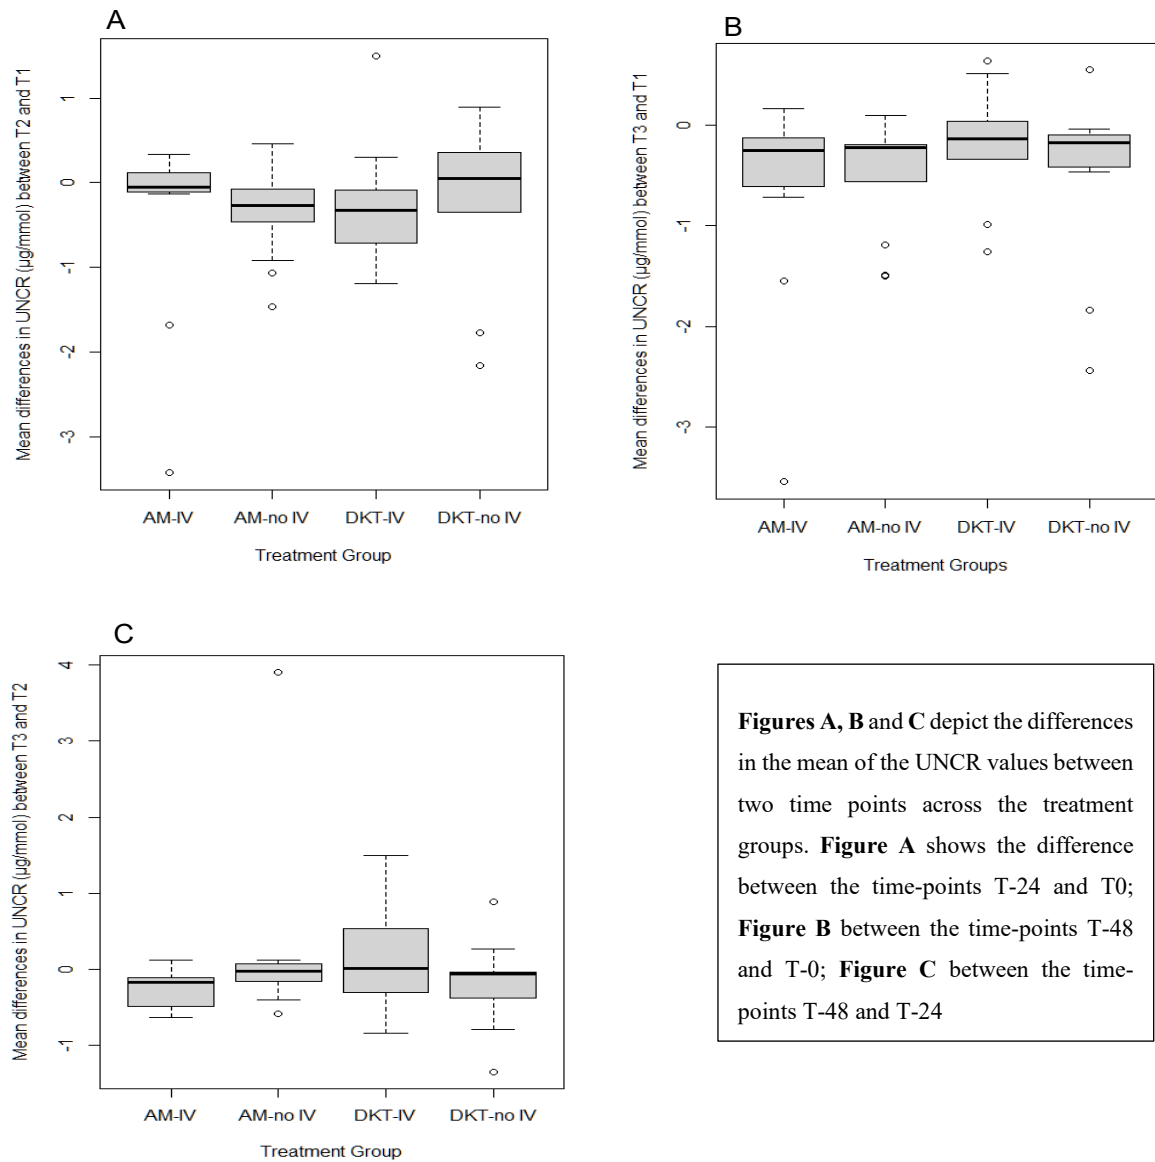 A
Mean differences in UNCR (µg/mmol) between T2 and T1
1
0
-1
-2
-3
AM-IV AM-no IV DKT-IV DKT-no IV
Treatment Group
B
Mean differences in UNCR (µg/mmol) between T3 and T1
0
-1
-2
-3
AM-IV AM-no IV DKT-IV DKT-no IV
Treatment Groups
C
Mean differences in UNCR (µg/mmol) between T3 and T2
4
3
2
1
0
-1
AM-IV AM-no IV DKT-IV DKT-no IV
Treatment Group
Figures A, B and C depict the differences
in the mean of the UNCR values between
two time points across the treatment
groups. Figure A shows the difference
between the time-points T-24 and T0;
Figure B between the time-points T-48
and T-0; Figure C between the time-
points T-48 and T-24